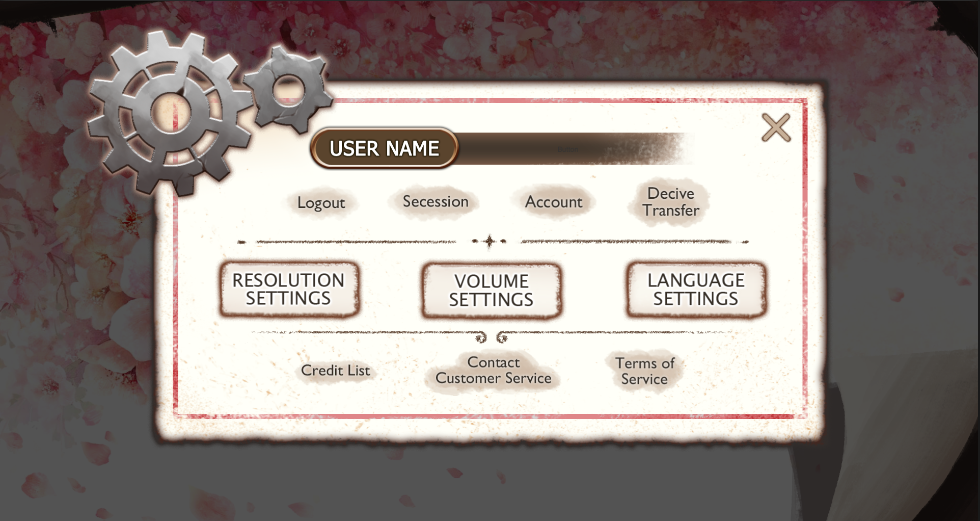 USER NAME
Logout
Secession
Account
Decive
Transfer
RESOLUTION
SETTINGS
VOLUME
SETTINGS
LANGUAGE
SETTINGS
Credit List
Contact
Customer Service
Terms of
Service